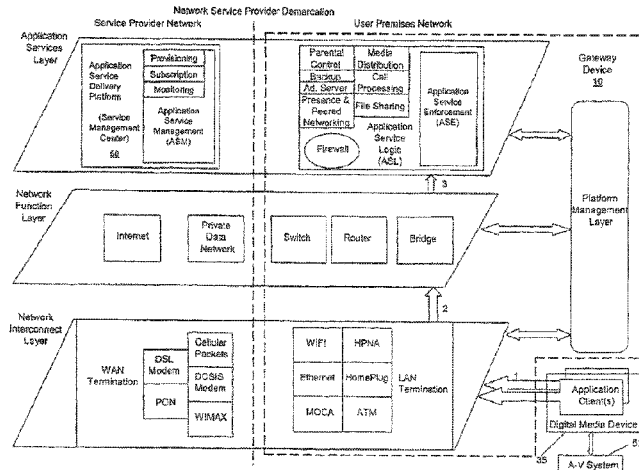 Network Service Provider Demarcation
Service Provider Network
User Premises Network
Application
Services
Layer
Application
Service
Delivery
Platform
(Service
Management
Center)
60
Provisioning
Subscription
Monitoring
Application
Service
Management
(ASM)
Parental
Control
Backup
Ad. Server
Presence &
Peered
Networking
Firewall
Media
Distribution
Call
Processing
File Sharing
Application
Service
Logic
(ASL)
Application
Service
Enforcement
(ASE)
Gateway
Device
10
Platform
Management
Layer
3
Network
Function
Layer
Internet
Private
Data
Network
Switch
Router
Bridge
2
Network
Interconnect
Layer
WAN
Termination
DSL
Modem
PON
Cellular
Packets
DCSIS
Modem
WIMAX
WIFI
HPNA
Ethernet
HomePlug
MOCA
ATM
LAN
Termination
1
Application
Client(s)
Digital Media Device
35
A-V System